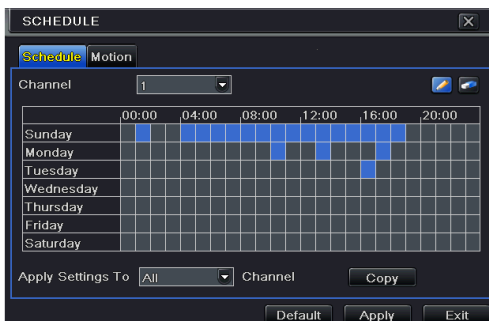 SCHEDULE
Schedule Motion
Channel 1
00:00 04:00 08:00 12:00 16:00 20:00
Sunday
Monday
Tuesday
Wednesday
Thursday
Friday
Saturday
Apply Settings To All Channel Copy
Default Apply Exit